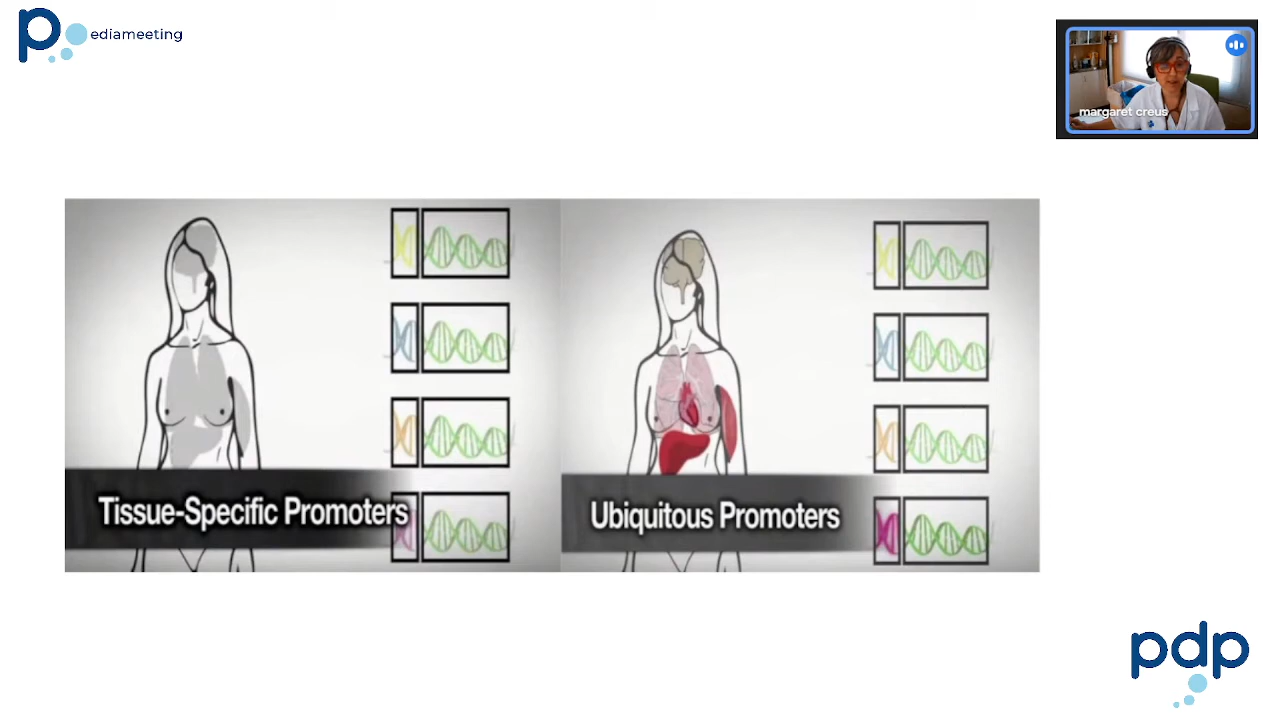 pediameeting
margaret creus
Tissue-Specific Promoters
Ubiquitous Promoters
pdp